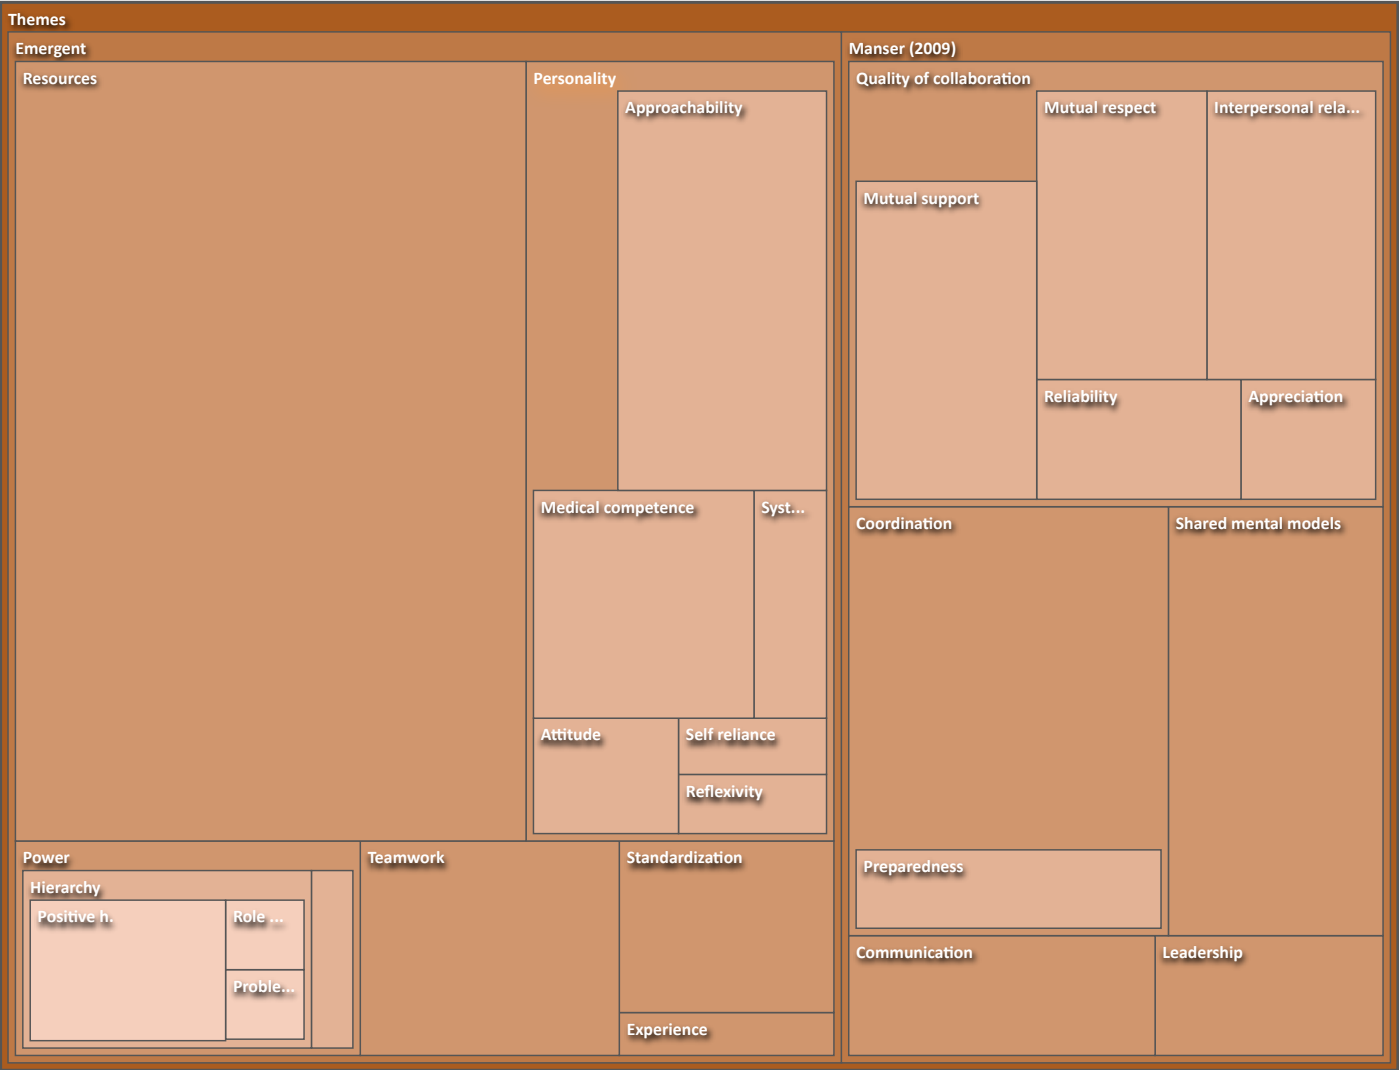 Themes
Emergent
Resources
Personality
Approachability
Medical competence
Syst...
Attitude
Self reliance
Reflexivity
Power
Hierarchy
Positive h.
Role ...
Proble...
Teamwork
Standardization
Experience
Manser (2009)
Quality of collaboration
Mutual respect
Interpersonal rela...
Mutual support
Reliability
Appreciation
Coordination
Shared mental models
Preparedness
Communication
Leadership